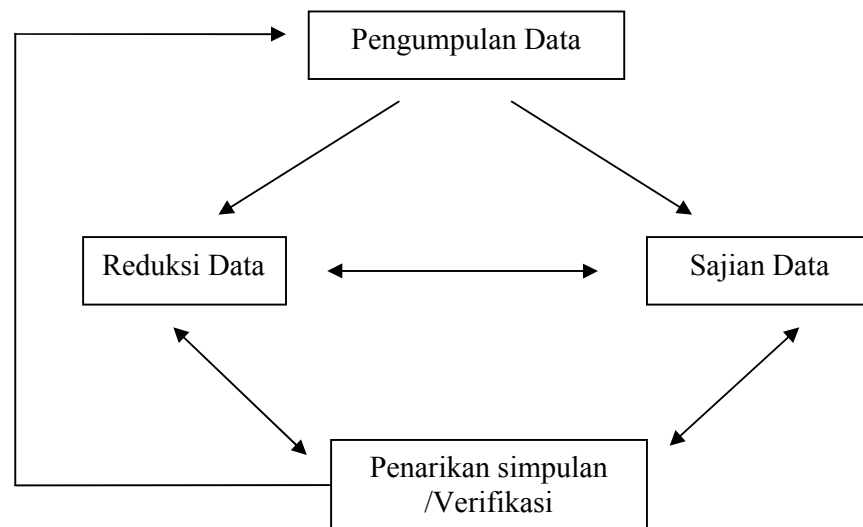 Pengumpulan Data
Reduksi Data
Sajian Data
Penarikan simpulan
/Verifikasi